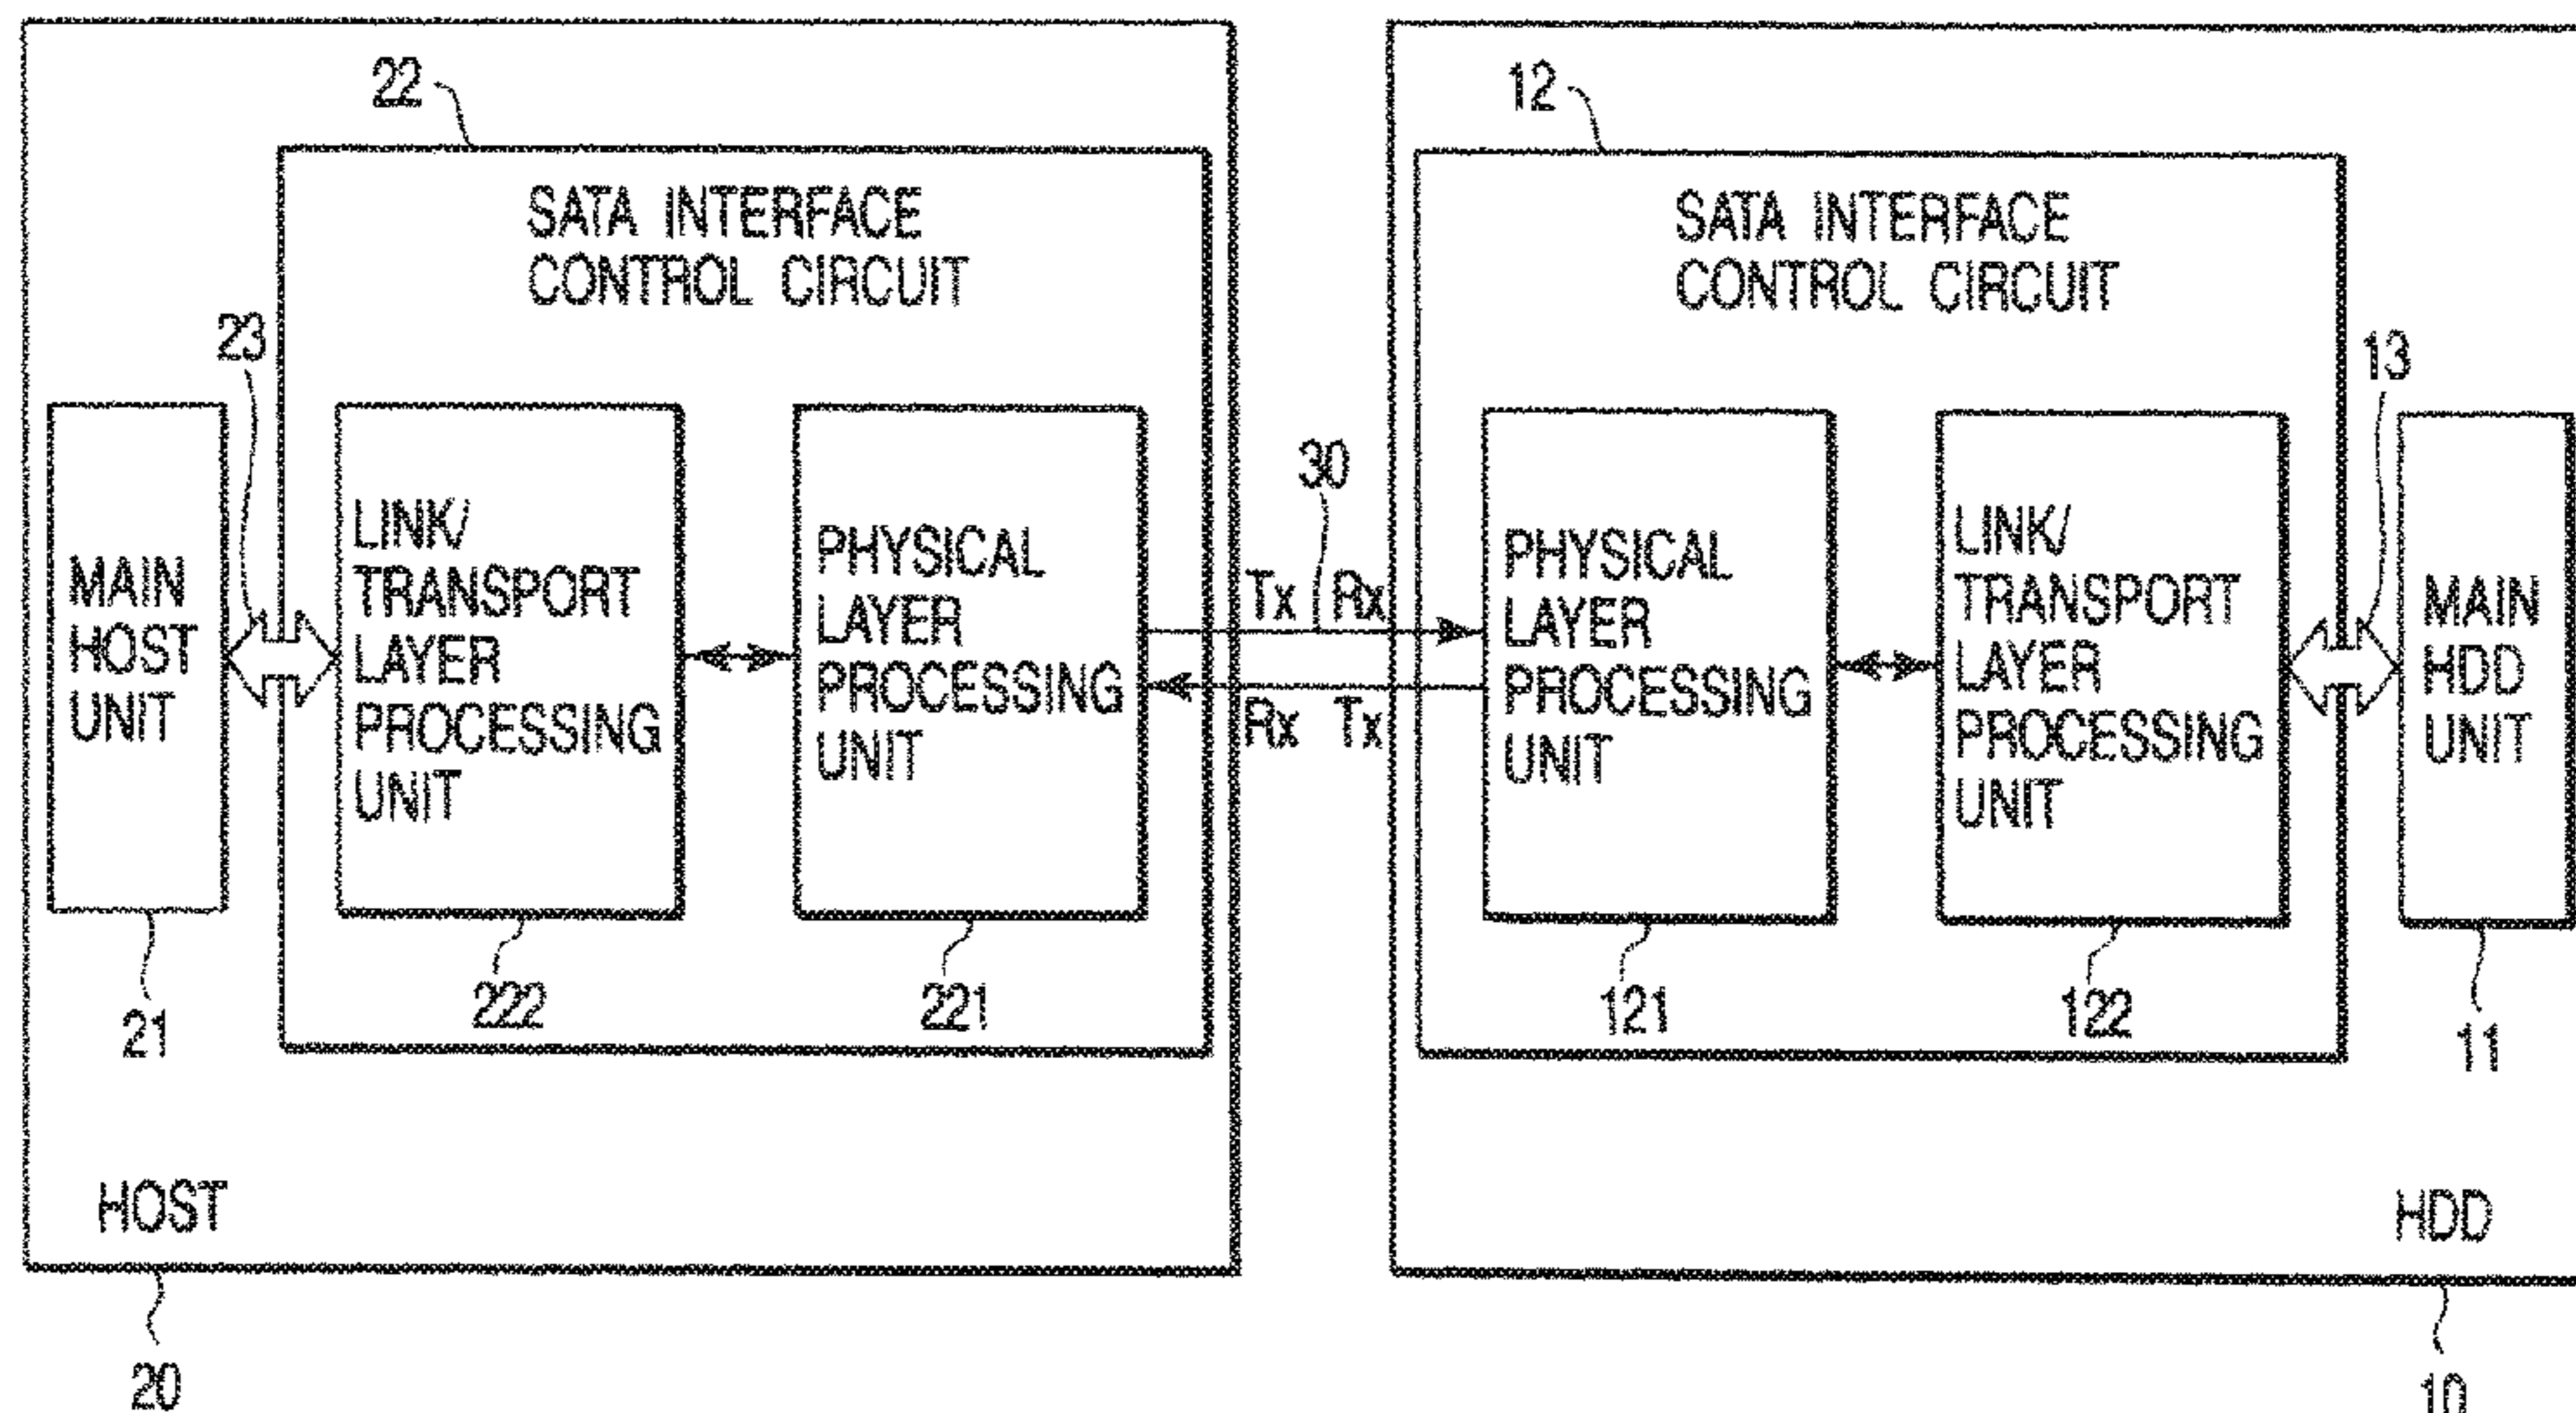 22
12
SATA INTERFACE
CONTROL CIRCUIT
SATA INTERFACE
CONTROL CIRCUIT
23
13
30
MAIN
HOST
UNIT
LINK/
TRANSPORT
LAYER
PROCESSING
UNIT
PHYSICAL
LAYER
PROCESSING
UNIT
Tx Rx
Rx Tx
PHYSICAL
LAYER
PROCESSING
UNIT
LINK/
TRANSPORT
LAYER
PROCESSING
UNIT
MAIN
HDD
UNIT
21
222
221
121
122
11
HOST
HDD
20
10